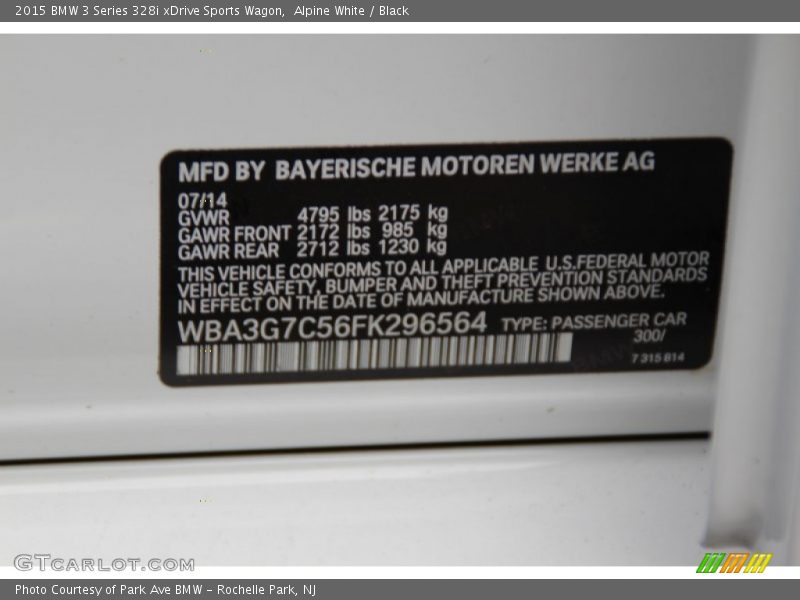 2015 BMW 3 Series 328i xDrive Sports Wagon,  Alpine White / Black
MFD BY BAYERISCHE MOTOREN WERKE AG
07/14
GVWR 4795 lbs 2175 kg
GAWR FRONT 2172 lbs 985 kg
GAWR REAR 2712 lbs 1230 kg
THIS VEHICLE CONFORMS TO ALL APPLICABLE U.S.FEDERAL MOTOR
VEHICLE SAFETY, BUMPER AND THEFT PREVENTION STANDARDS
IN EFFECT ON THE DATE OF MANUFACTURE SHOWN ABOVE.
WBA3G7C56FK296564 TYPE: PASSENGER CAR
300/
7 315 814
GTCARLOT.COM
Photo Courtesy of Park Ave BMW - Rochelle Park, NJ